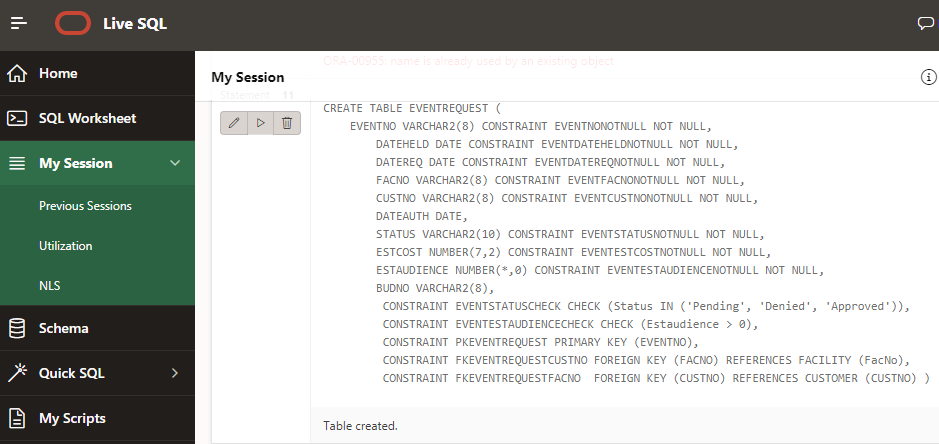 Live SQL
Home
SQL Worksheet
My Session
Previous Sessions
Utilization
NLS
Schema
Quick SQL
My Scripts
ORA-00955: name is already used by an existing object
My Session
Statement 11
CREATE TABLE EVENTREQUEST (
EVENTNO VARCHAR2(8) CONSTRAINT EVENTNONOTNULL NOT NULL,
DATEHELD DATE CONSTRAINT EVENTDATEHELDNOTNULL NOT NULL,
DATEREQ DATE CONSTRAINT EVENTDATEREQNOTNULL NOT NULL,
FACNO VARCHAR2(8) CONSTRAINT EVENTFACNONOTNULL NOT NULL,
CUSTNO VARCHAR2(8) CONSTRAINT EVENTCUSTNONOTNULL NOT NULL,
DATEAUTH DATE,
STATUS VARCHAR2(10) CONSTRAINT EVENTSTATUSNOTNULL NOT NULL,
ESTCOST NUMBER(7,2) CONSTRAINT EVENTESTCOSTNOTNULL NOT NULL,
ESTAUDIENCE NUMBER(*,0) CONSTRAINT EVENTESTAUDIENCENOTNULL NOT NULL,
BUDNO VARCHAR2(8),
CONSTRAINT EVENTSTATUSCHECK CHECK (Status IN ('Pending', 'Denied', 'Approved')),
CONSTRAINT EVENTESTAUDIENCECHECK CHECK (Estaudience > 0),
CONSTRAINT PKEVENTREQUEST PRIMARY KEY (EVENTNO),
CONSTRAINT FKEVENTREQUESTCUSTNO FOREIGN KEY (FACNO) REFERENCES FACILITY (FacNo),
CONSTRAINT FKEVENTREQUESTFACNO  FOREIGN KEY (CUSTNO) REFERENCES CUSTOMER (CUSTNO) )
Table created.